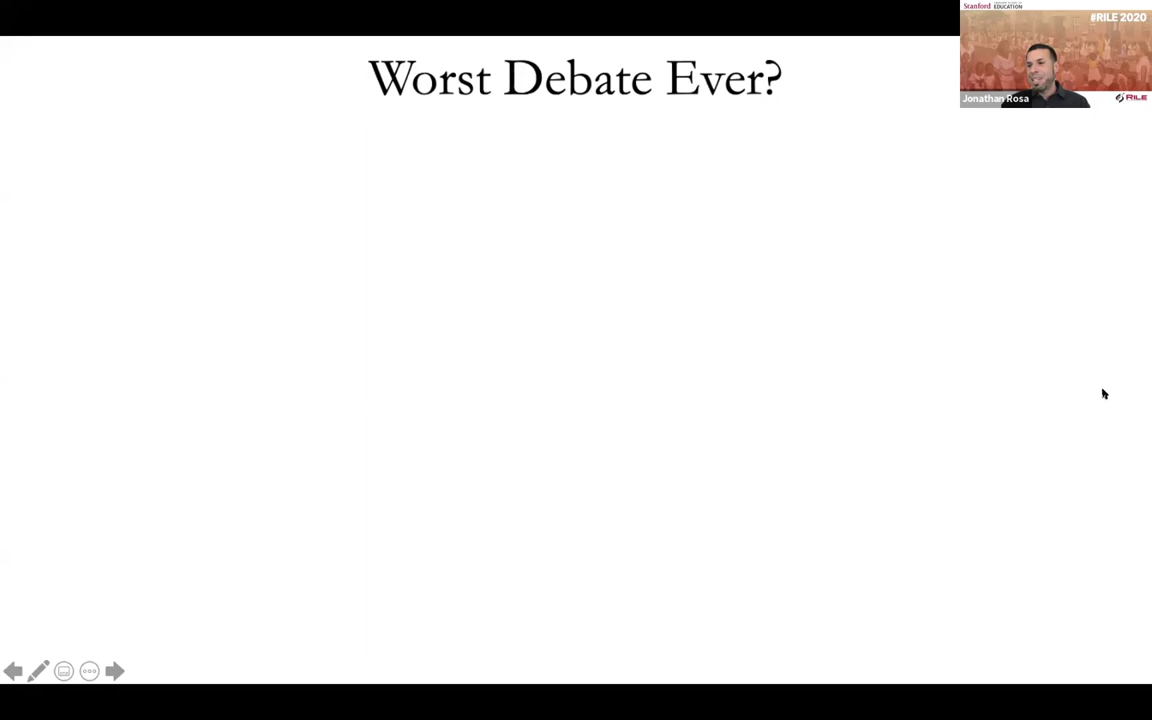 Worst Debate Ever?
Stanford
EDUCATION
#RILE 2020
Jonathan Rosa
RILE